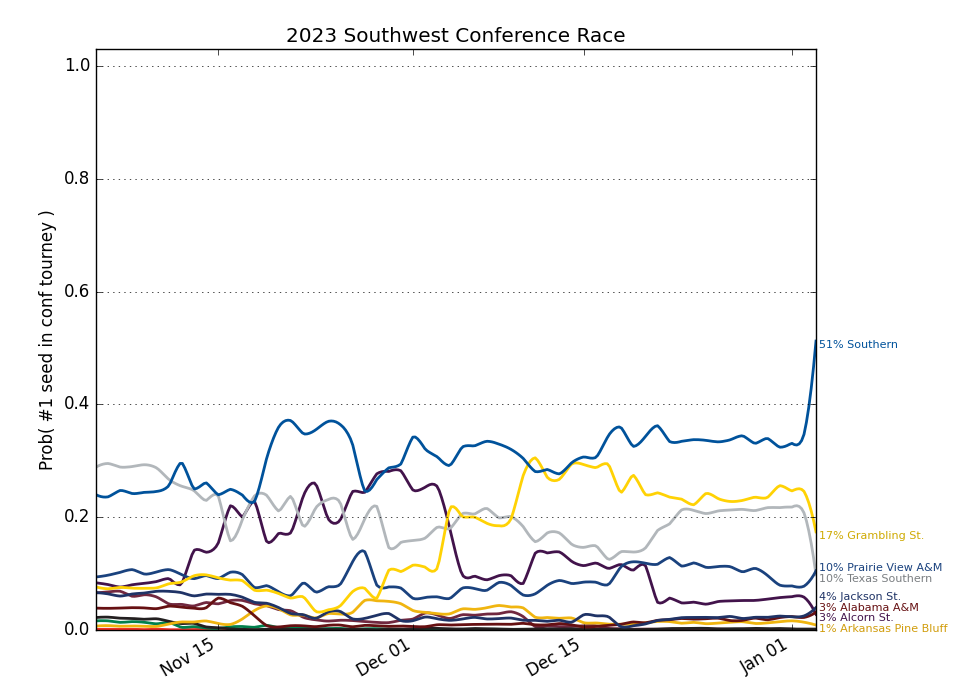 2023 Southwest Conference Race
Prob( #1 seed in conf tourney )
1.0
0.8
0.6
0.4
0.2
0.0
Nov 15
Dec 01
Dec 15
Jan 01
51% Southern
17% Grambling St.
10% Prairie View A&M
9% Texas Southern
4% Jackson St.
3% Alabama A&M
3% Alcorn St.
1% Arkansas Pine Bluff